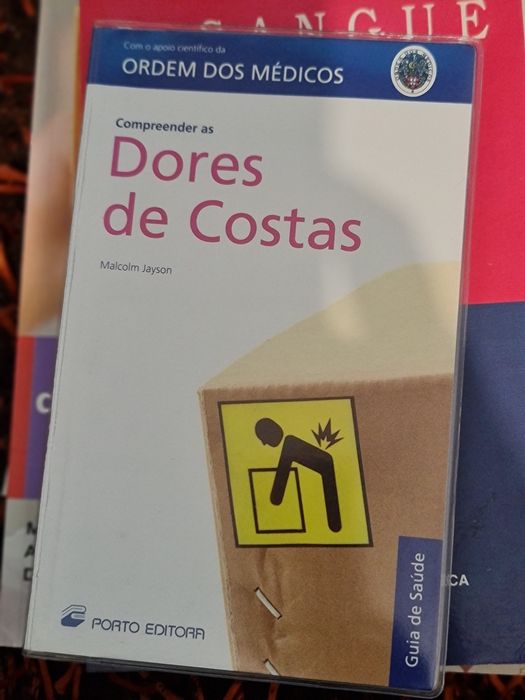 SANGUE
Com o apoio científico da
ORDEM DOS MÉDICOS
Compreender as
Dores
de Costas
Malcolm Jayson
Guia de Saúde
PORTO EDITORA